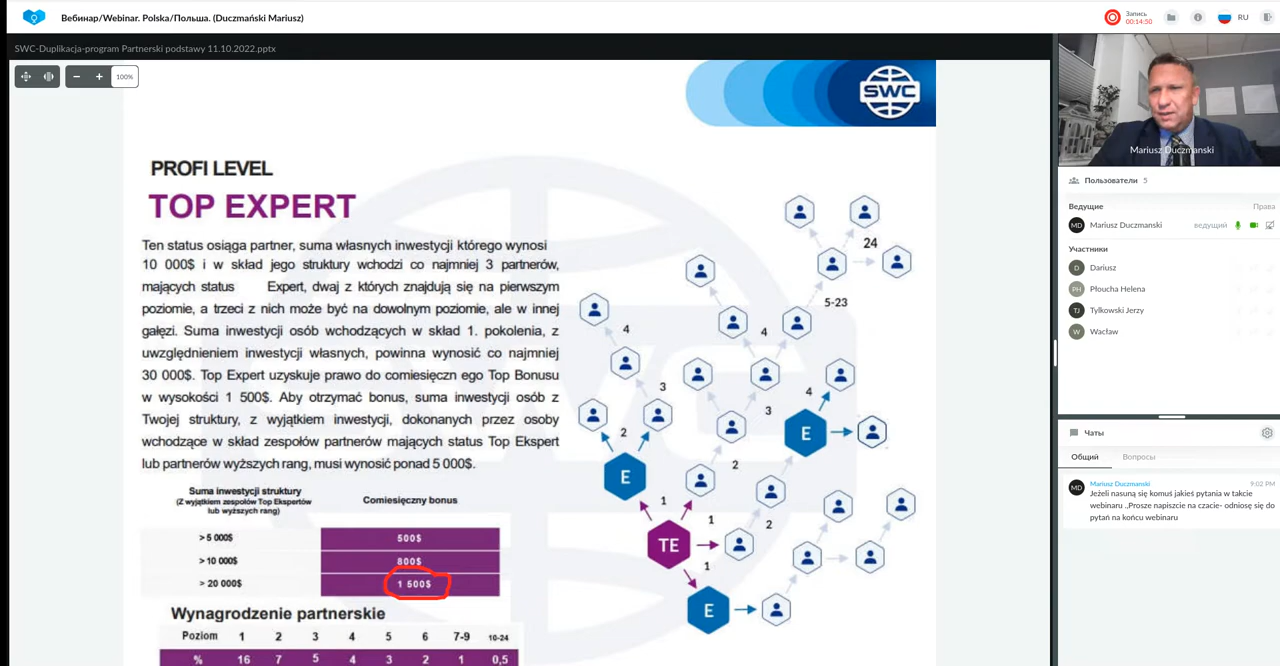 Вебинар/Webinar. Polska/Польша. (Duczmański Mariusz)
Запись
00:14:50
RU
SWC-Duplikacja-program Partnerski podstawy 11.10.2022.pptx
100%
SWC
PROFI LEVEL
TOP EXPERT
Ten status osiąga partner, suma własnych inwestycji którego wynosi
10 000$ i w skład jego struktury wchodzi co najmniej 3 partnerów,
mających status Expert, dwaj z których znajdują się na pierwszym
poziomie, a trzeci z nich może być na dowolnym poziomie, ale w innej
gałęzi. Suma inwestycji osób wchodzących w skład 1. pokolenia, z
uwzględnieniem inwestycji własnych, powinna wynosić co najmniej
30 000$. Top Expert uzyskuje prawo do comiesięczn ego Top Bonusu
w wysokości 1 500$. Aby otrzymać bonus, suma inwestycji osób z
Twojej struktury, z wyjątkiem inwestycji, dokonanych przez osoby
wchodzące w skład zespołów partnerów mających status Top Ekspert
lub partnerów wyższych rang, musi wynosić ponad 5 000$.
Suma inwestycji struktury
(Z wyjątkiem zespołów Top Ekspertów
lub wyższych rang)
Comiesięczny bonus
> 5 000$ 500$
> 10 000$ 800$
> 20 000$ 1 500$
Wynagrodzenie partnerskie
Poziom 1 2 3 4 5 6 7-9 10-24
% 16 7 5 4 3 2 1 0,5
24
5-23
4
4
3
4
3
E
2
E
2
1
1
2
TE
1
E
Mariusz Duczmanski
Пользователи 5
Ведущие Права
MD Mariusz Duczmanski ведущий
Участники
D Dariusz
PH Płoucha Helena
TJ Tylkowski Jerzy
W Wacław
Чаты
Общий Вопросы
MD Mariusz Duczmanski 9:02 PM
Jeżeli nasuną się komuś jakieś pytania w takcie
webinaru ,,Prosze napiszcie na czacie- odniosę się do
pytań na końcu webinaru